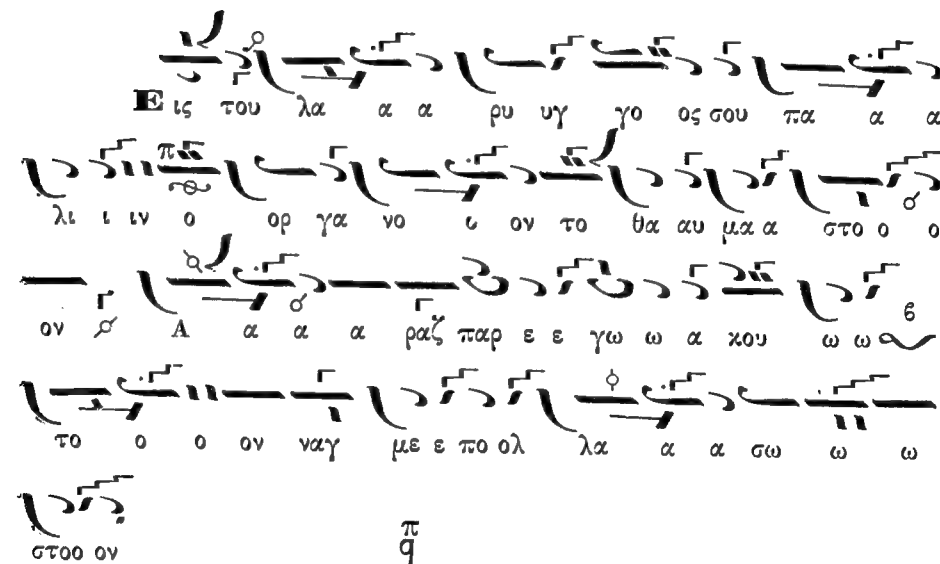 Εις του λα α α ρυ υγ γο ος σου πα α α
λι ι ιν ο ορ γα νο ι ον το θα αυ μα α στο ο ο
ον Α α α α ραζ παρ ε ε γω ω α κου ω ω
το ο ο ον ναγ με ε πο ολ λα α α σω ω ω
στοο ον